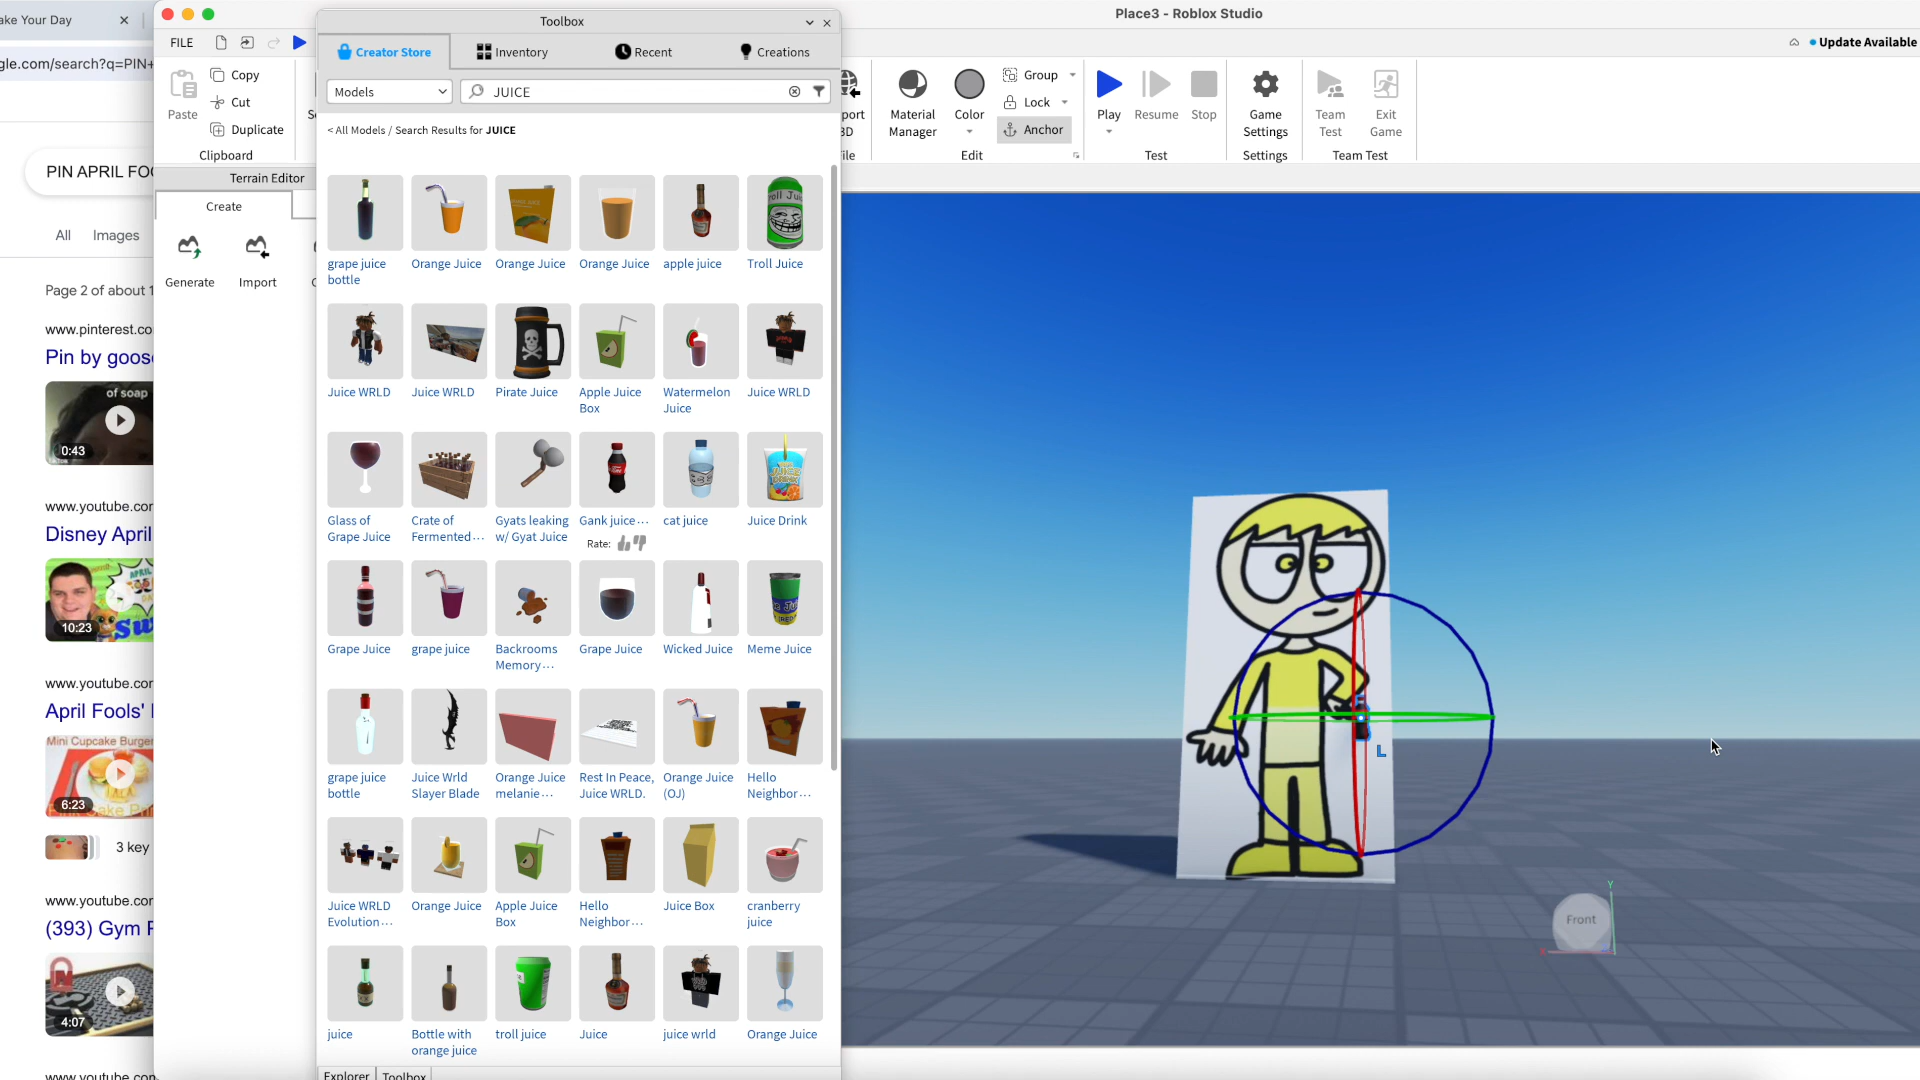 ake Your Day
gle.com/search?q=PIN+
PIN APRIL FOO
All Images
Page 2 of about 1
www.pinterest.co
Pin by goos
of soap
0:43
www.youtube.cor
Disney April
10:23
www.youtube.cor
April Fools'
Mini Cupcake Burger
6:23
3 key
www.youtube.cor
(393) Gym F
4:07
www.youtube.com
Place3 - Roblox Studio
FILE
Update Available
Paste
Copy
Cut
Duplicate
Clipboard
Material Manager
Color
Group
Lock
Anchor
Edit
Play
Resume
Stop
Test
Game Settings
Settings
Team Test
Exit Game
Team Test
Terrain Editor
Create
Generate
Import
Toolbox
Creator Store
Inventory
Recent
Creations
Models
JUICE
< All Models / Search Results for JUICE
grape juice bottle
Orange Juice
Orange Juice
Orange Juice
apple juice
Troll Juice
Juice WRLD
Juice WRLD
Pirate Juice
Apple Juice Box
Watermelon Juice
Juice WRLD
Glass of Grape Juice
Crate of Fermented...
Gyats leaking w/ Gyat Juice
Gank juice...
Rate:
cat juice
Juice Drink
Grape Juice
grape juice
Backrooms Memory...
Grape Juice
Wicked Juice
Meme Juice
grape juice bottle
Juice Wrld Slayer Blade
Orange Juice melanie...
Rest In Peace, Juice WRLD.
Orange Juice (OJ)
Hello Neighbor...
Juice WRLD Evolution...
Orange Juice
Apple Juice Box
Hello Neighbor...
Juice Box
cranberry juice
juice
Bottle with orange juice
troll juice
Juice
juice wrld
Orange Juice
Explorer
Toolbox
L
Front
Y